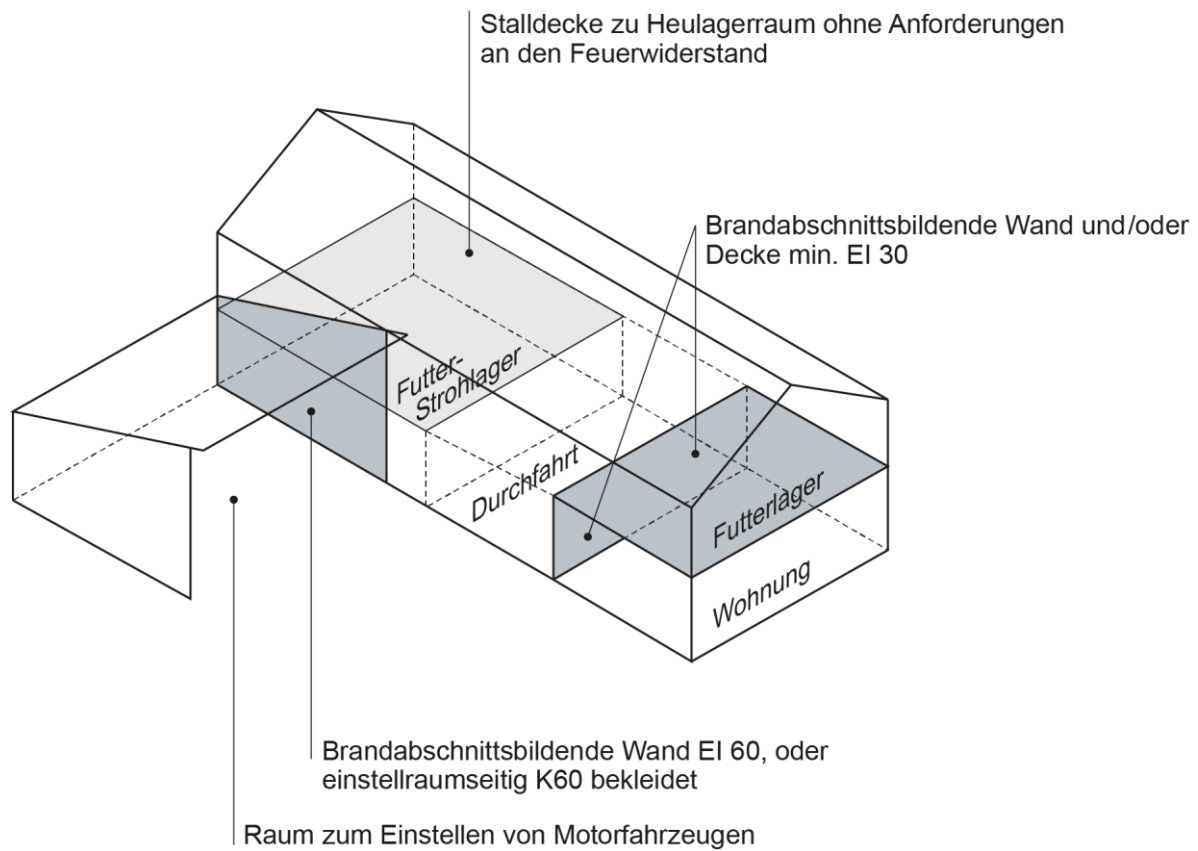 Stalldecke zu Heulagerraum ohne Anforderungen
an den Feuerwiderstand
Brandabschnittsbildende Wand und/oder
Decke min. EI 30
Futter-
Strohlager
Durchfahrt
Futterlager
Wohnung
Brandabschnittsbildende Wand EI 60, oder
einstellraumseitig K60 bekleidet
Raum zum Einstellen von Motorfahrzeugen